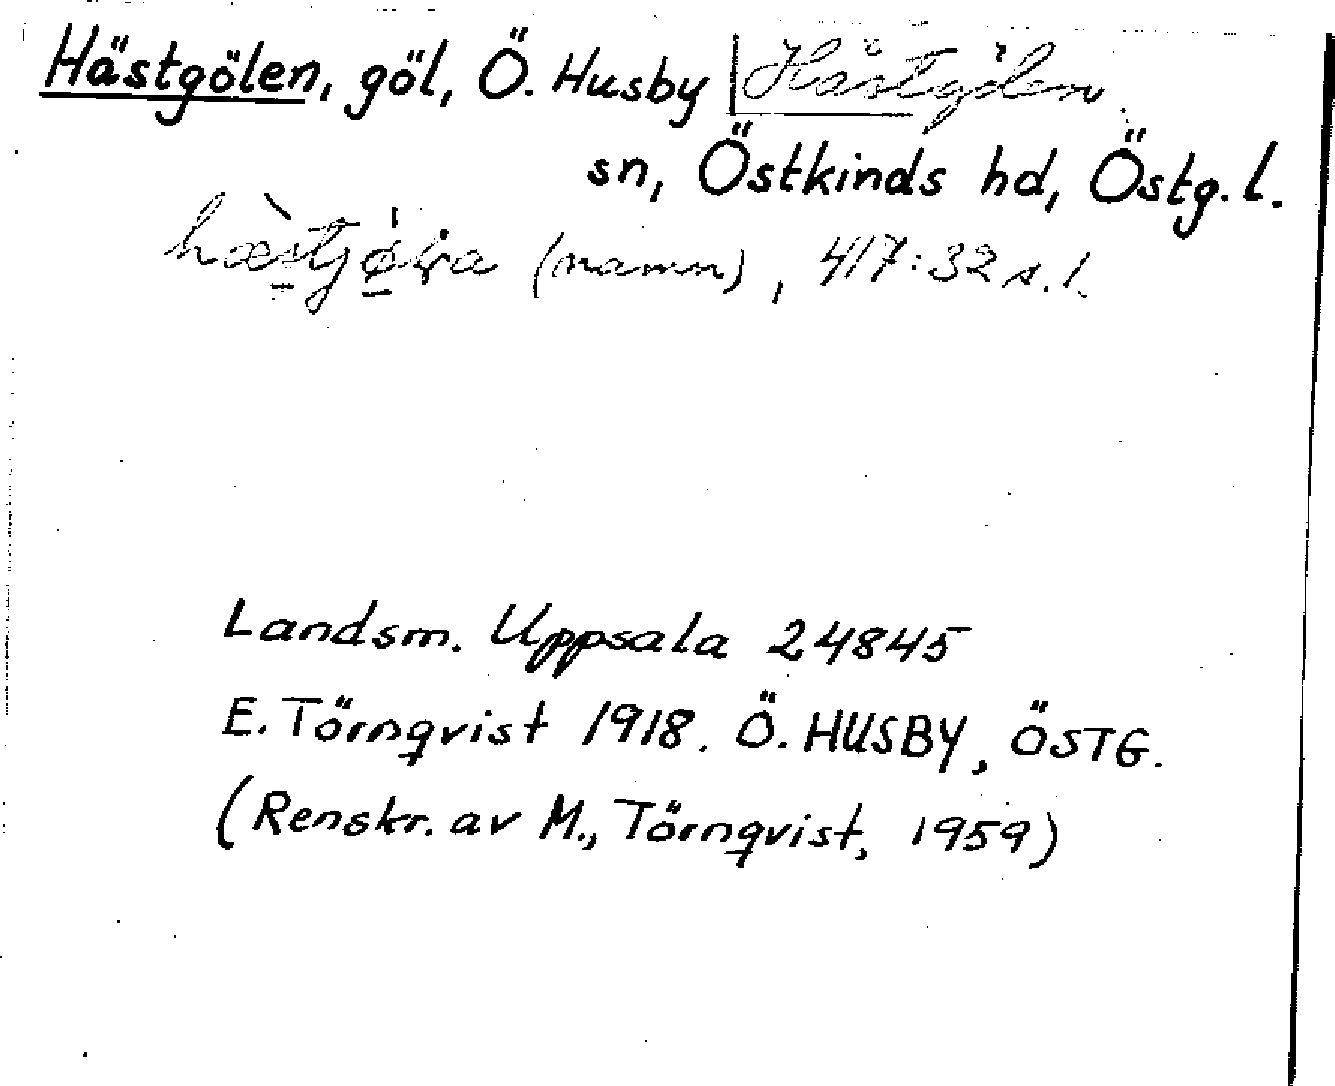 Hästgölen, göl, Ö. Husby Hästgölen
sn, Östkinds hd, Östg. l.
(namn), 417:32 s.l.
Landsm. Uppsala 24845
E. Törnqvist 1918. Ö. HUSBY, ÖSTG.
(Renskr. av M. Törnqvist, 1959)